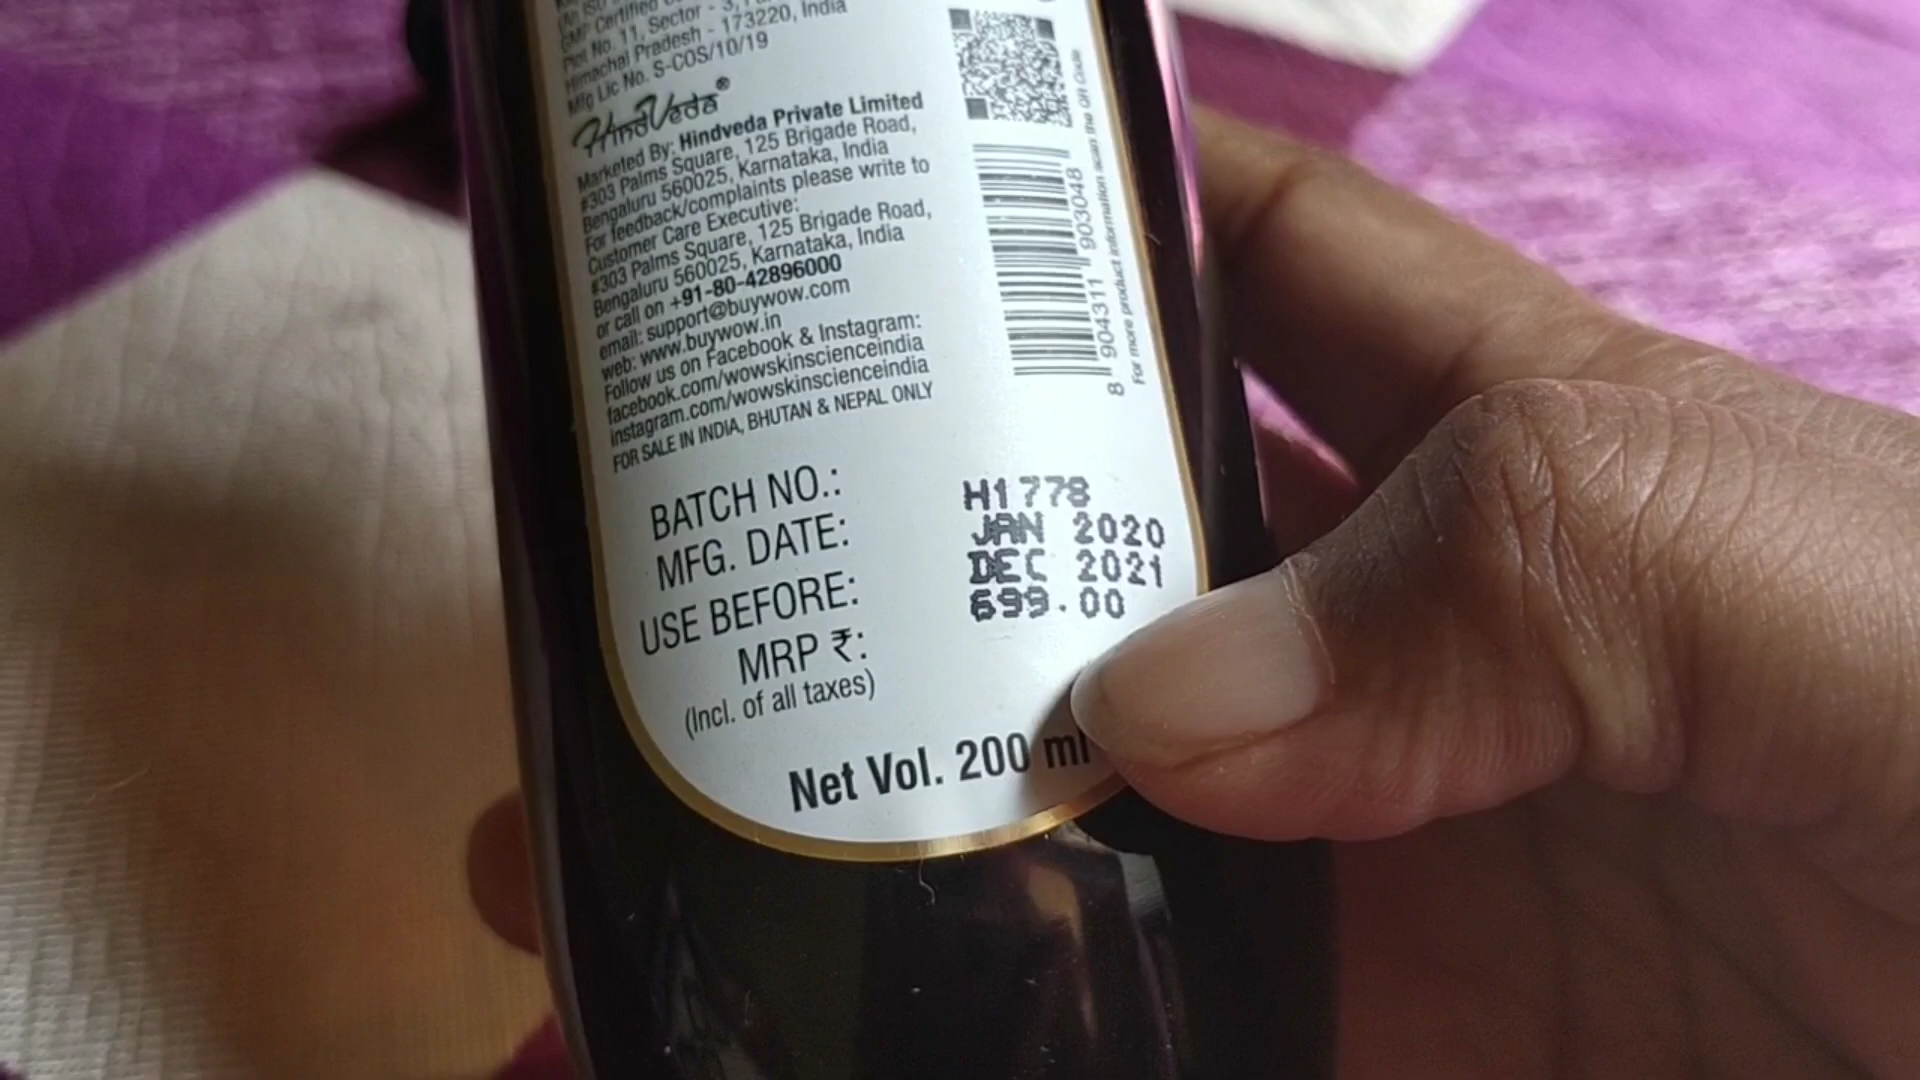 GMP Certified
Plot No. 11, Sector - 3,
Himachal Pradesh - 173220, India
Mfg Lic No. S-COS/10/19
HindVeda®
Marketed By: Hindveda Private Limited
#303 Palms Square, 125 Brigade Road,
Bengaluru 560025, Karnataka, India
For feedback/complaints please write to
Customer Care Executive:
#303 Palms Square, 125 Brigade Road,
Bengaluru 560025, Karnataka, India
or call on +91-80-42896000
email: support@buywow.com
web: www.buywow.in
Follow us on Facebook & Instagram:
facebook.com/wowskinscienceindia
instagram.com/wowskinscienceindia
FOR SALE IN INDIA, BHUTAN & NEPAL ONLY
8 904311 903048
For more product information scan the QR Code
BATCH NO.: H1778
MFG. DATE: JAN 2020
USE BEFORE: DEC 2021
MRP ₹: 699.00
(Incl. of all taxes)
Net Vol. 200 ml